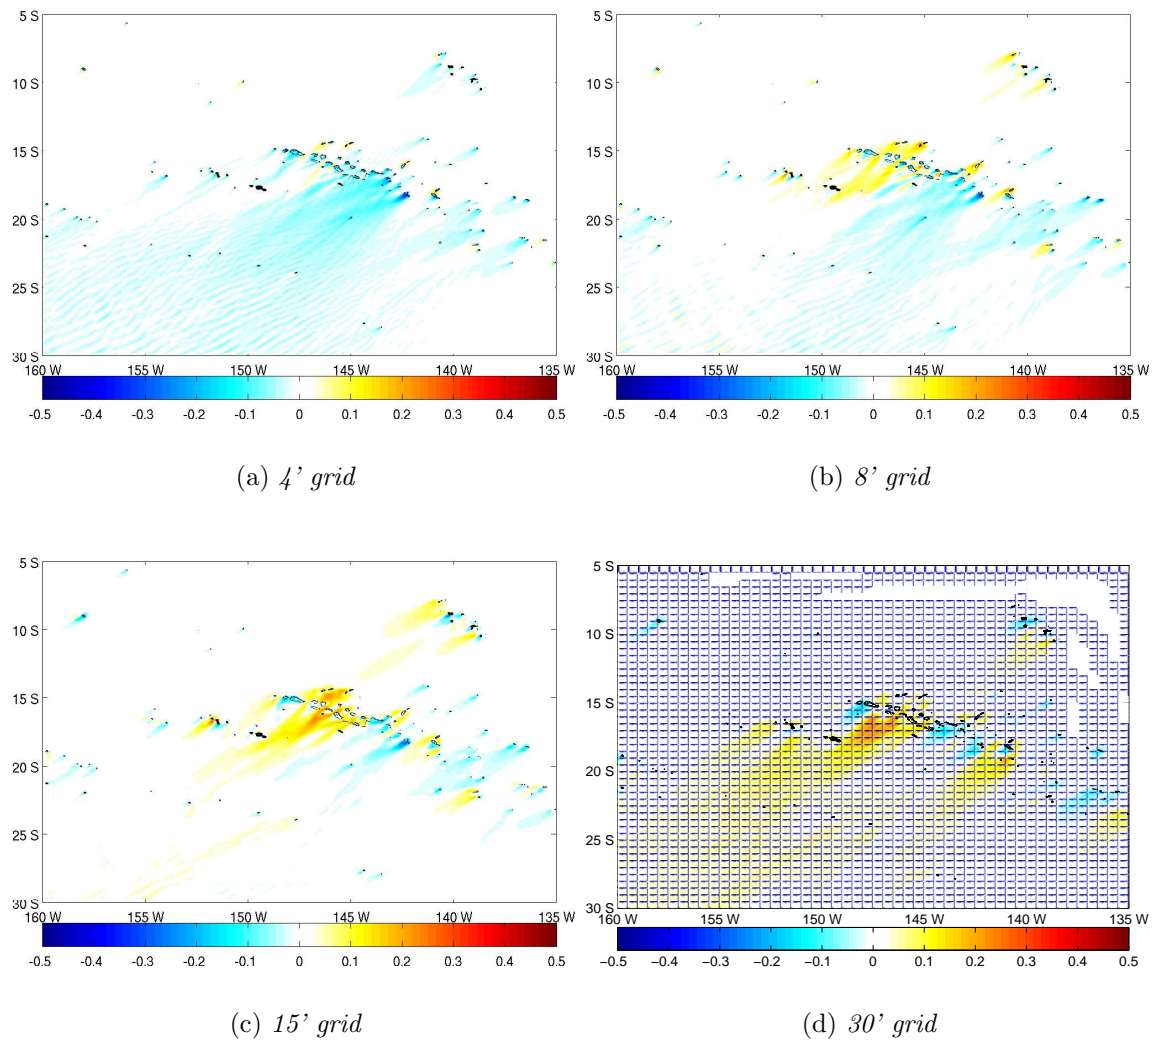 5 S
10 S
15 S
20 S
25 S
30 S
160 W 155 W 150 W 145 W 140 W 135 W
-0.5 -0.4 -0.3 -0.2 -0.1 0 0.1 0.2 0.3 0.4 0.5
(a) 4' grid
5 S
10 S
15 S
20 S
25 S
30 S
160 W 155 W 150 W 145 W 140 W 135 W
-0.5 -0.4 -0.3 -0.2 -0.1 0 0.1 0.2 0.3 0.4 0.5
(b) 8' grid
5 S
10 S
15 S
20 S
25 S
30 S
160 W 155 W 150 W 145 W 140 W 135 W
-0.5 -0.4 -0.3 -0.2 -0.1 0 0.1 0.2 0.3 0.4 0.5
(c) 15' grid
5 S
10 S
15 S
20 S
25 S
30 S
160 W 155 W 150 W 145 W 140 W 135 W
−0.5 −0.4 −0.3 −0.2 −0.1 0 0.1 0.2 0.3 0.4 0.5
(d) 30' grid